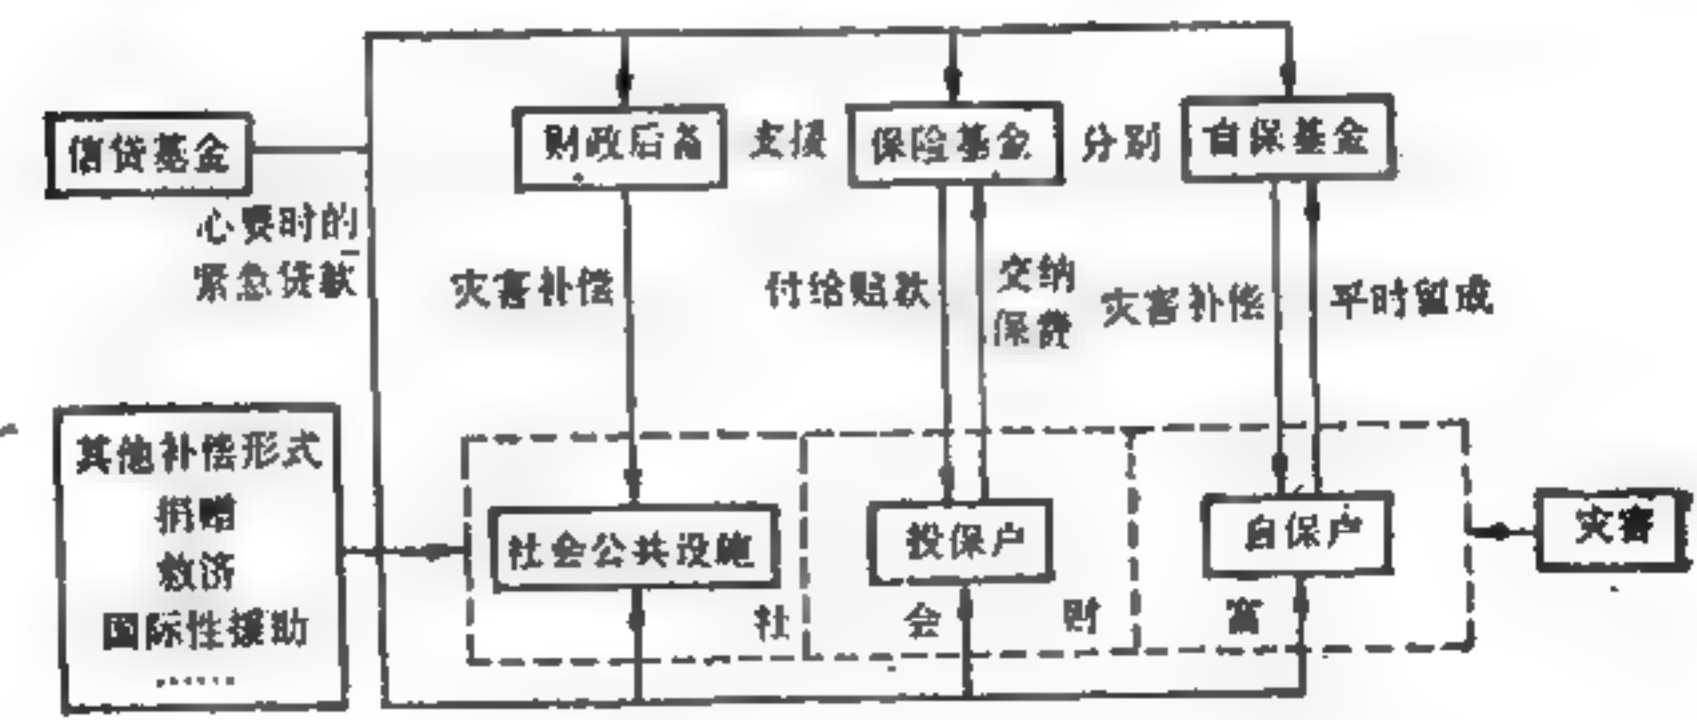 信贷基金
心要时的
紧急贷款
财政后备
支援
保险基金
分别
自保基金
灾害补偿
付给赔款
交纳
保费
灾害补偿
平时留成
其他补偿形式
捐赠
救济
国际性援助
……
社会公共设施
投保户
自保户
灾害
社会财富